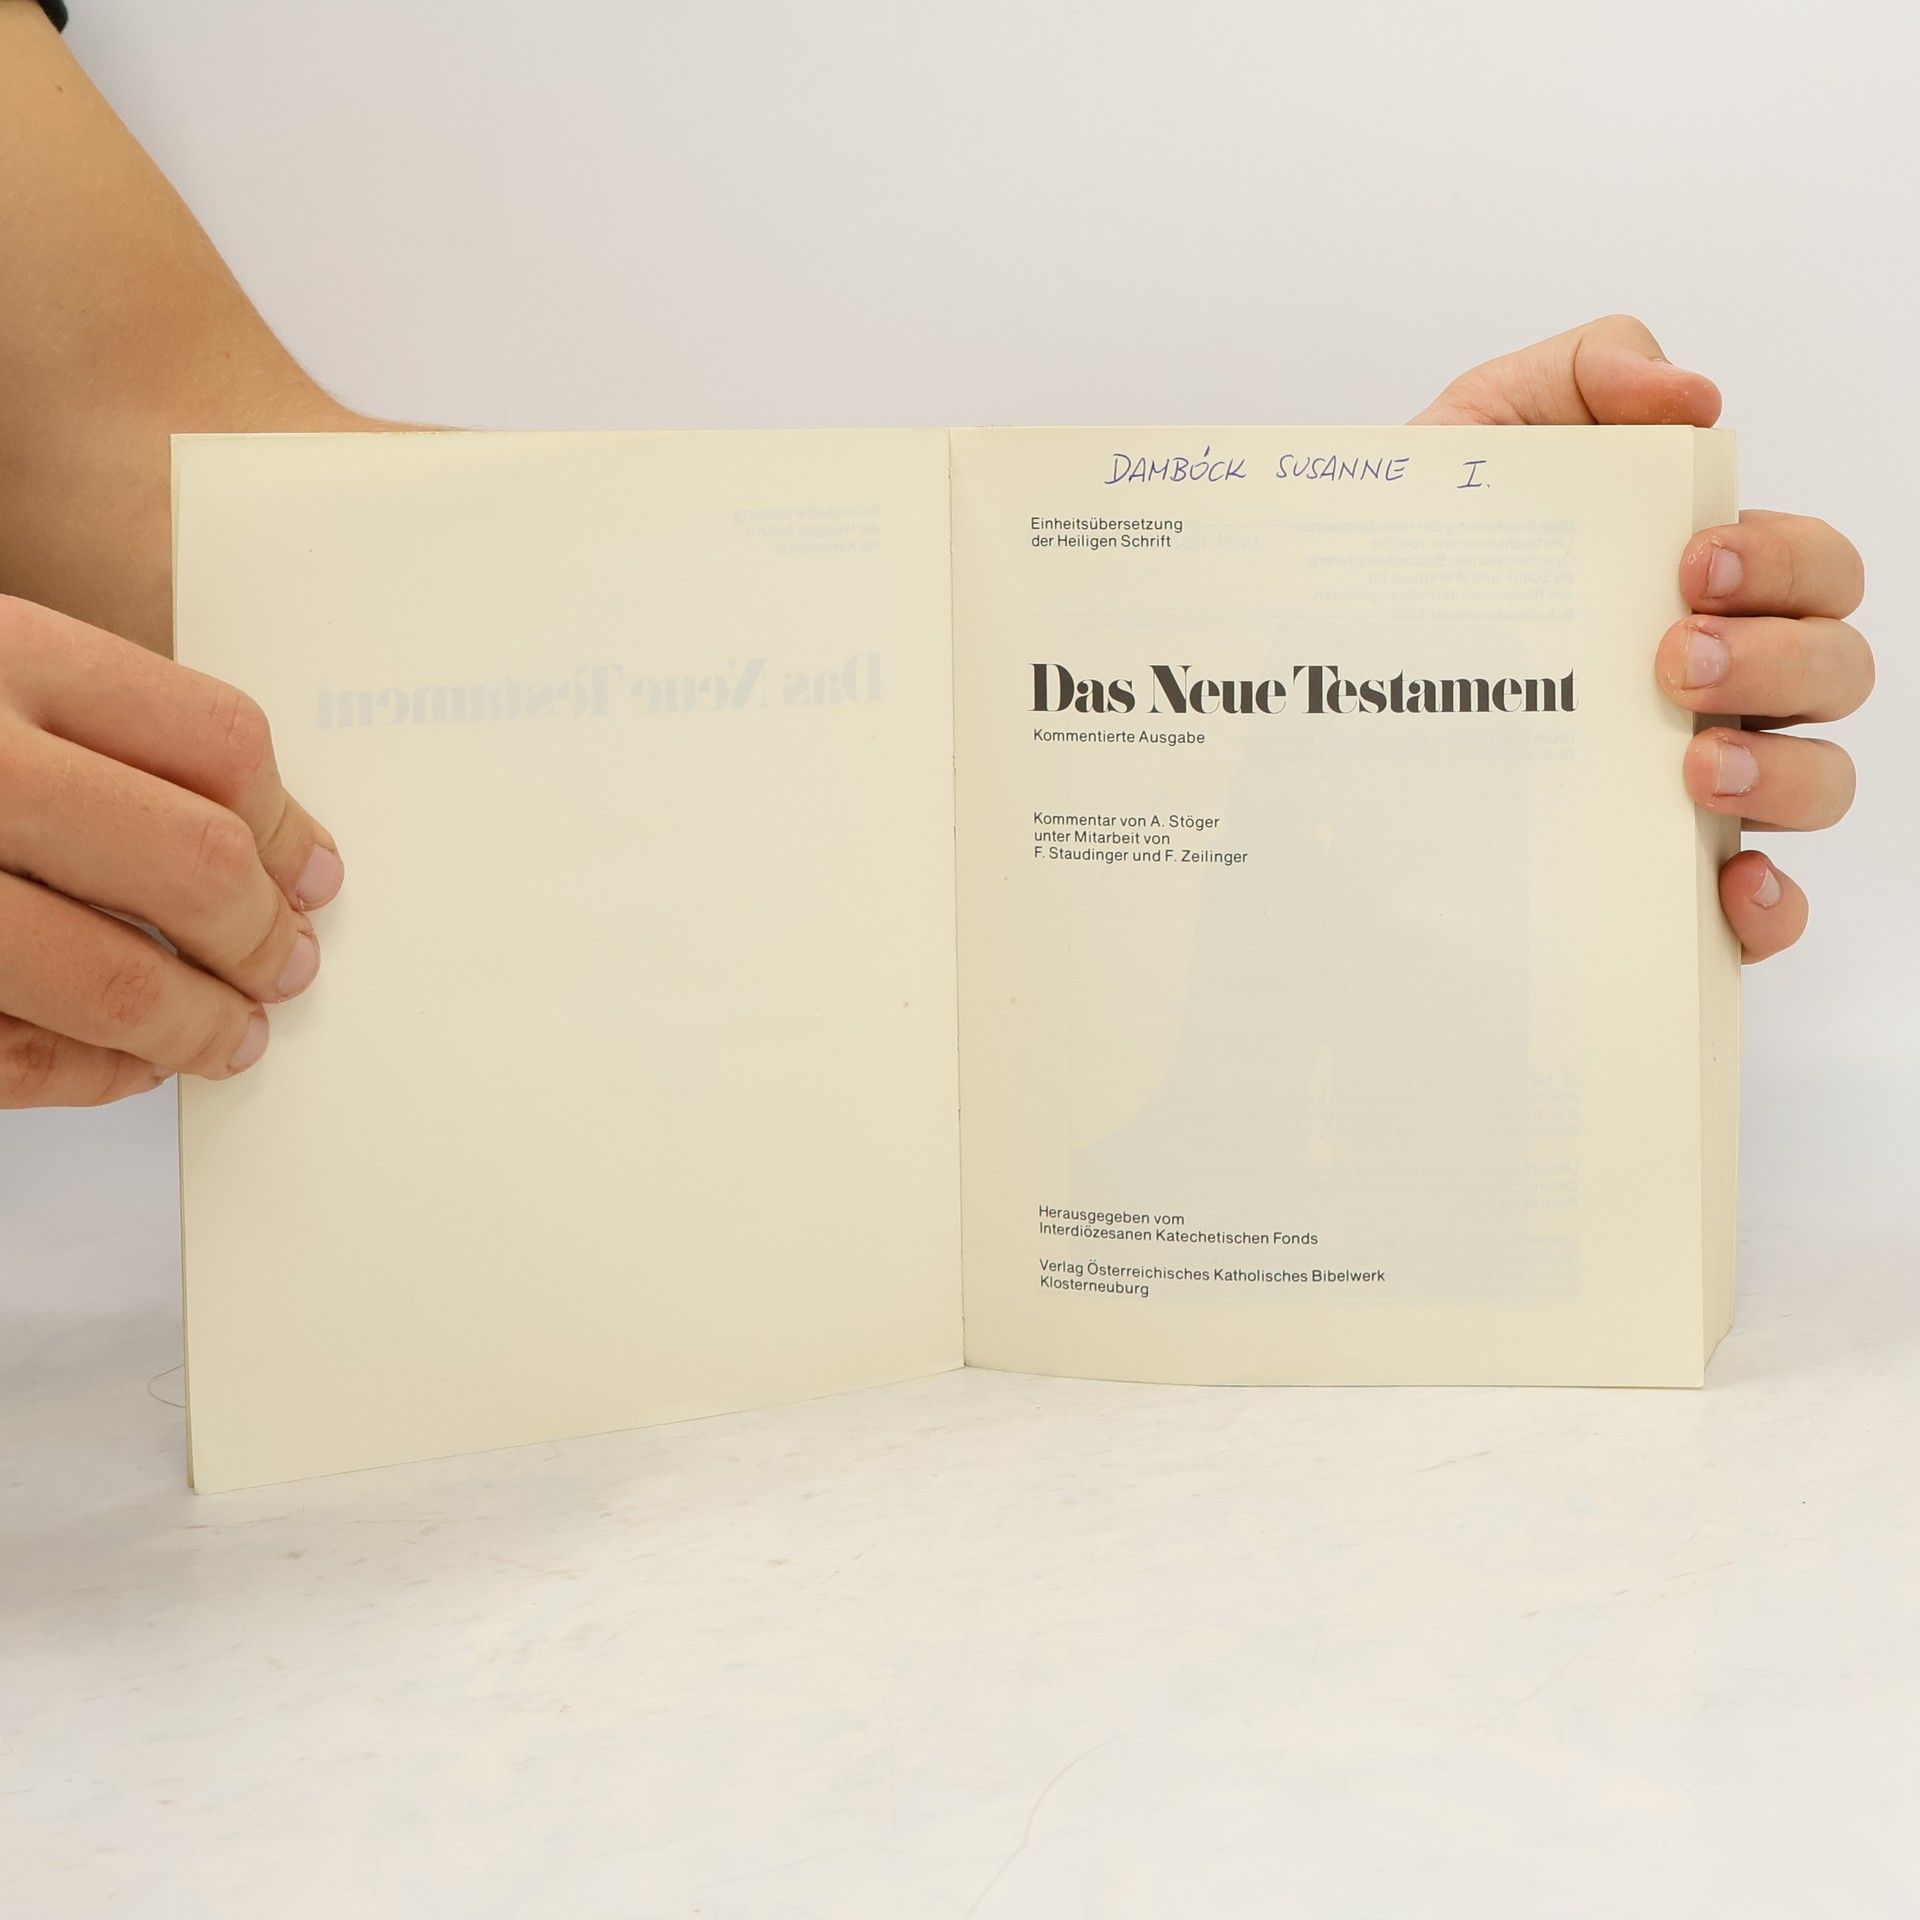 DAMBÖCK SUSANNE I.
Einheitsübersetzung
der Heiligen Schrift
Das Neue Testament
Kommentierte Ausgabe
Kommentar von A. Stöger
unter Mitarbeit von
F. Staudinger und F. Zeilinger
Herausgegeben vom
Interdiözesanen Katechetischen Fonds
Verlag Österreichisches Katholisches Bibelwerk
Klosterneuburg